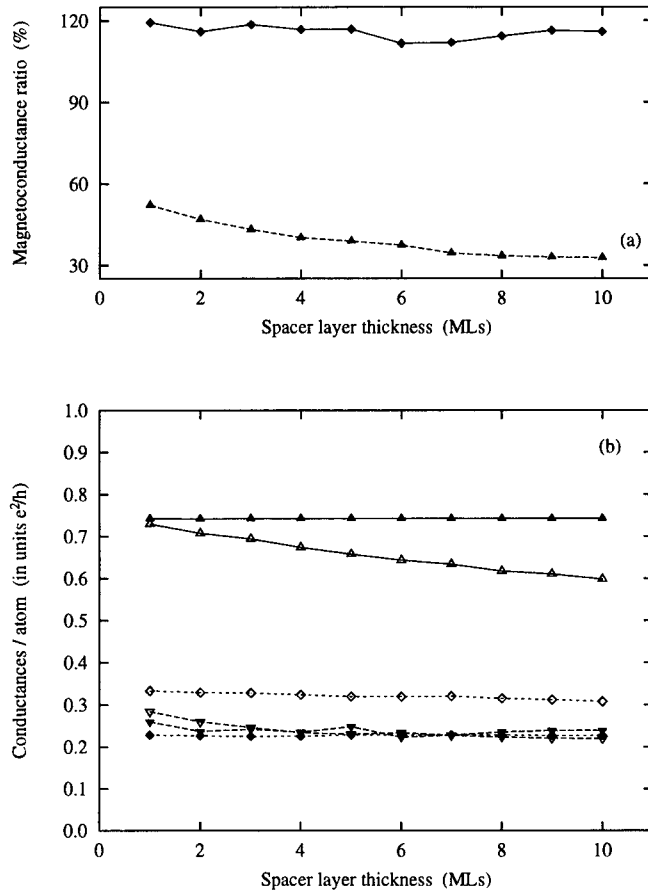 Magnetoconductance ratio (%)
120
90
60
30
(a)
0 2 4 6 8 10
Spacer layer thickness (MLs)
Conductances / atom (in units e²/h)
1.0
(b)
0.9
0.8
0.7
0.6
0.5
0.4
0.3
0.2
0.1
0.0
0 2 4 6 8 10
Spacer layer thickness (MLs)